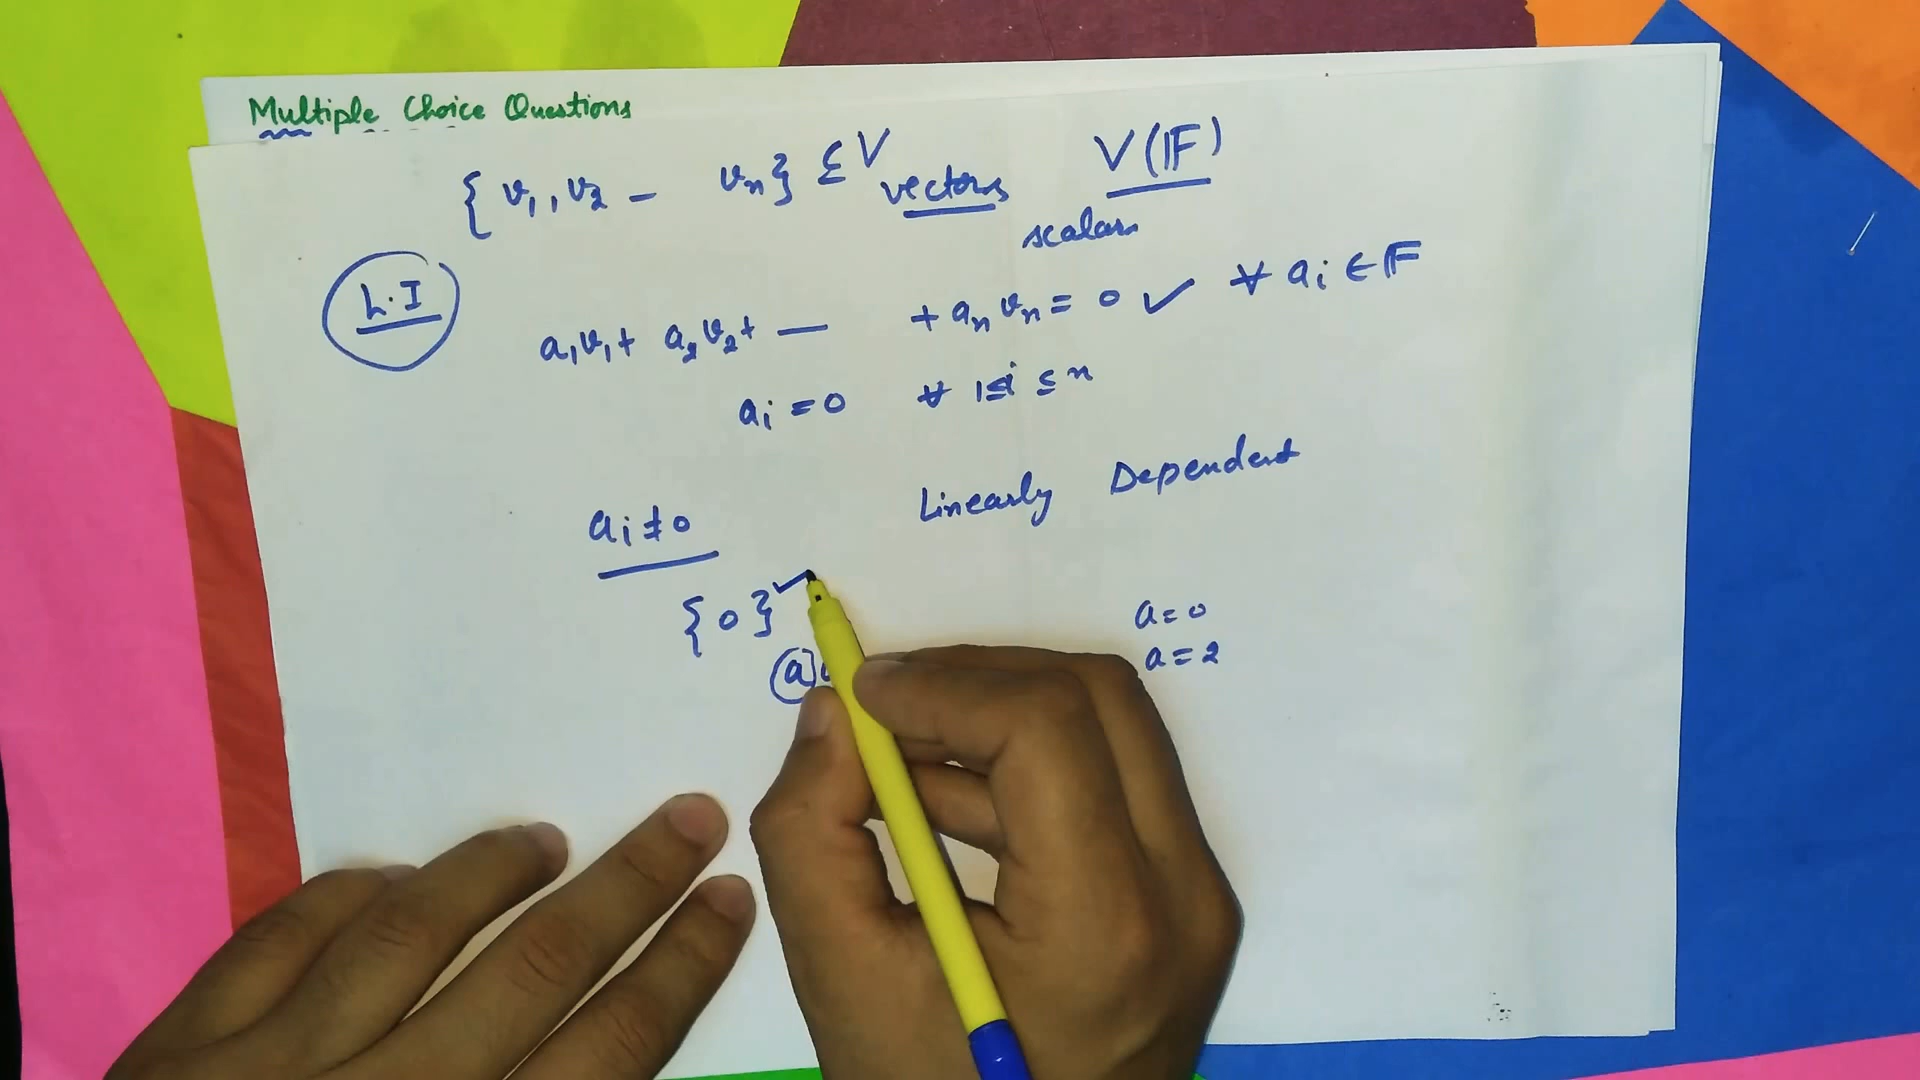 Multiple Choice Questions
{ v₁, v₂ — vₙ} ≤ V vectors V(𝔽)
scalars
L.I
a₁v₁+ a₂v₂+ — + aₙvₙ = 0 ✓ ∀ aᵢ ∈ 𝔽
aᵢ = 0 ∀ 1≤i≤n
Linearly Dependent
aᵢ ≠ 0
{0} ✓
a = 0
a
a = 2